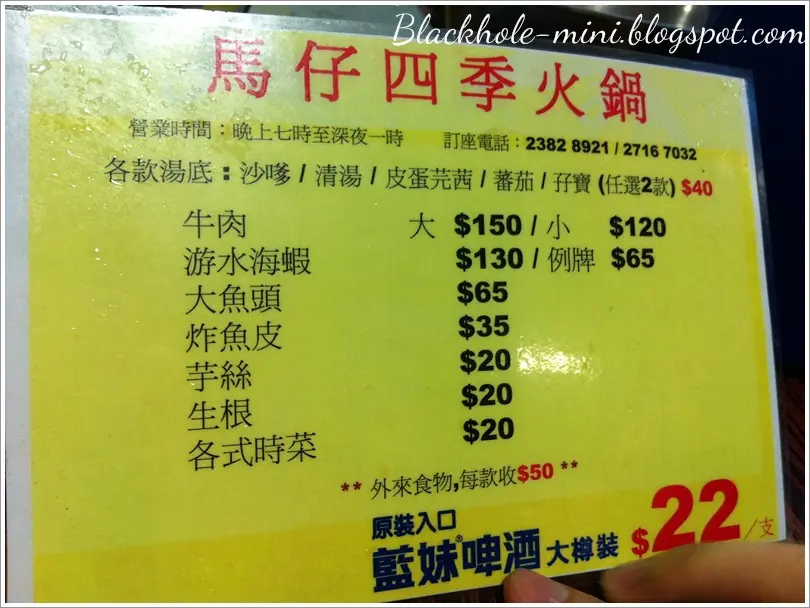 Blackhole-mini.blogspot.com
馬仔四季火鍋
營業時間：晚上七時至深夜一時 訂座電話：2382 8921 / 2716 7032
各款湯底：沙嗲 / 清湯 / 皮蛋芫茜 / 蕃茄 / 孖寶 (任選2款) $40
牛肉 大 $150 / 小 $120
游水海蝦 $130 / 例牌 $65
大魚頭 $65
炸魚皮 $35
芋絲 $20
生根 $20
各式時菜 $20
** 外來食物,每款收$50 **
原裝入口
藍妹®啤酒 大樽裝 $22/支